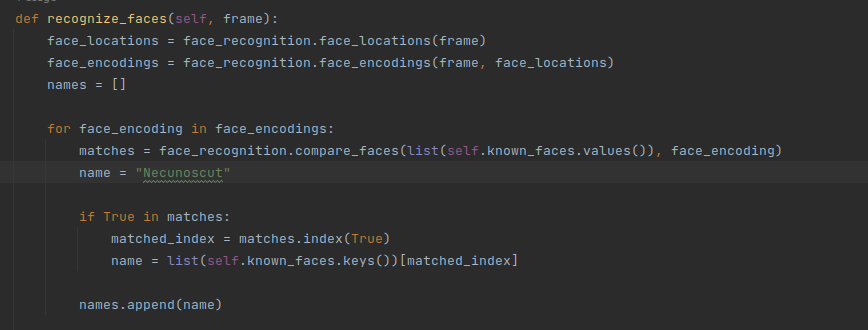 def recognize_faces(self, frame):
    face_locations = face_recognition.face_locations(frame)
    face_encodings = face_recognition.face_encodings(frame, face_locations)
    names = []

    for face_encoding in face_encodings:
        matches = face_recognition.compare_faces(list(self.known_faces.values()), face_encoding)
        name = "Necunoscut"

        if True in matches:
            matched_index = matches.index(True)
            name = list(self.known_faces.keys())[matched_index]

        names.append(name)